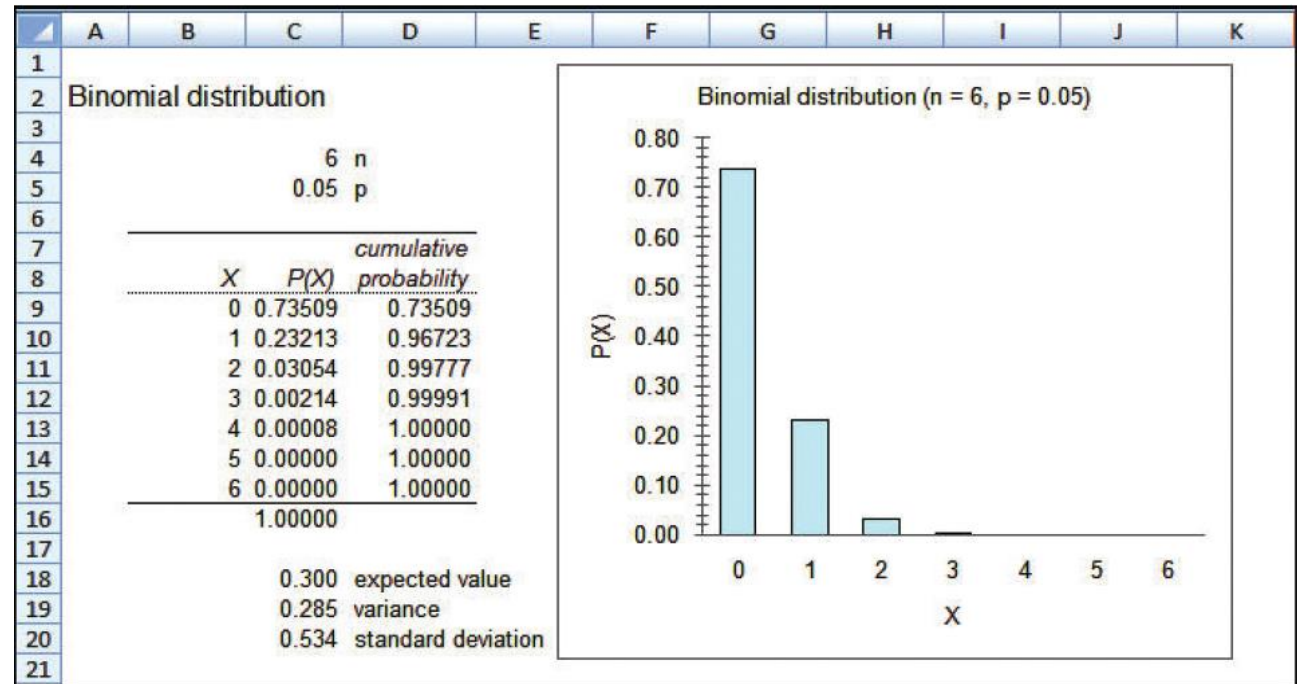 A B C D E F G H I J K
1
2 Binomial distribution
3
4 6 n
5 0.05 p
6
7 cumulative
8 X P(X) probability
9 0 0.73509 0.73509
10 1 0.23213 0.96723
11 2 0.03054 0.99777
12 3 0.00214 0.99991
13 4 0.00008 1.00000
14 5 0.00000 1.00000
15 6 0.00000 1.00000
16 1.00000
17
18 0.300 expected value
19 0.285 variance
20 0.534 standard deviation
21
Binomial distribution (n = 6, p = 0.05)
0.80
0.70
0.60
0.50
0.40
0.30
0.20
0.10
0.00
P(X)
0 1 2 3 4 5 6
X